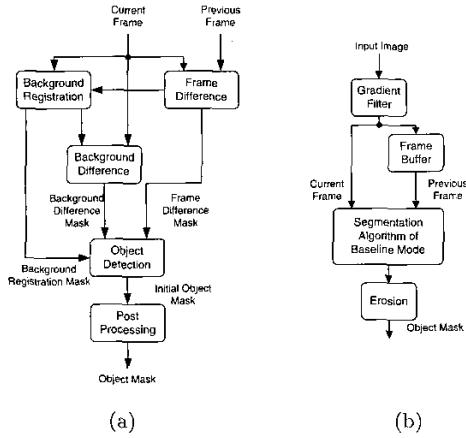 Current
Frame
Previous
Frame
Background
Registration
Frame
Difference
Background
Difference
Background
Difference
Mask
Frame
Difference
Mask
Object
Detection
Background
Registration Mask
Initial Object
Mask
Post
Processing
Object Mask
(a)
Input Image
Gradient
Filter
Frame
Buffer
Current
Frame
Previous
Frame
Segmentation
Algorithm of
Baseline Mode
Erosion
Object Mask
(b)